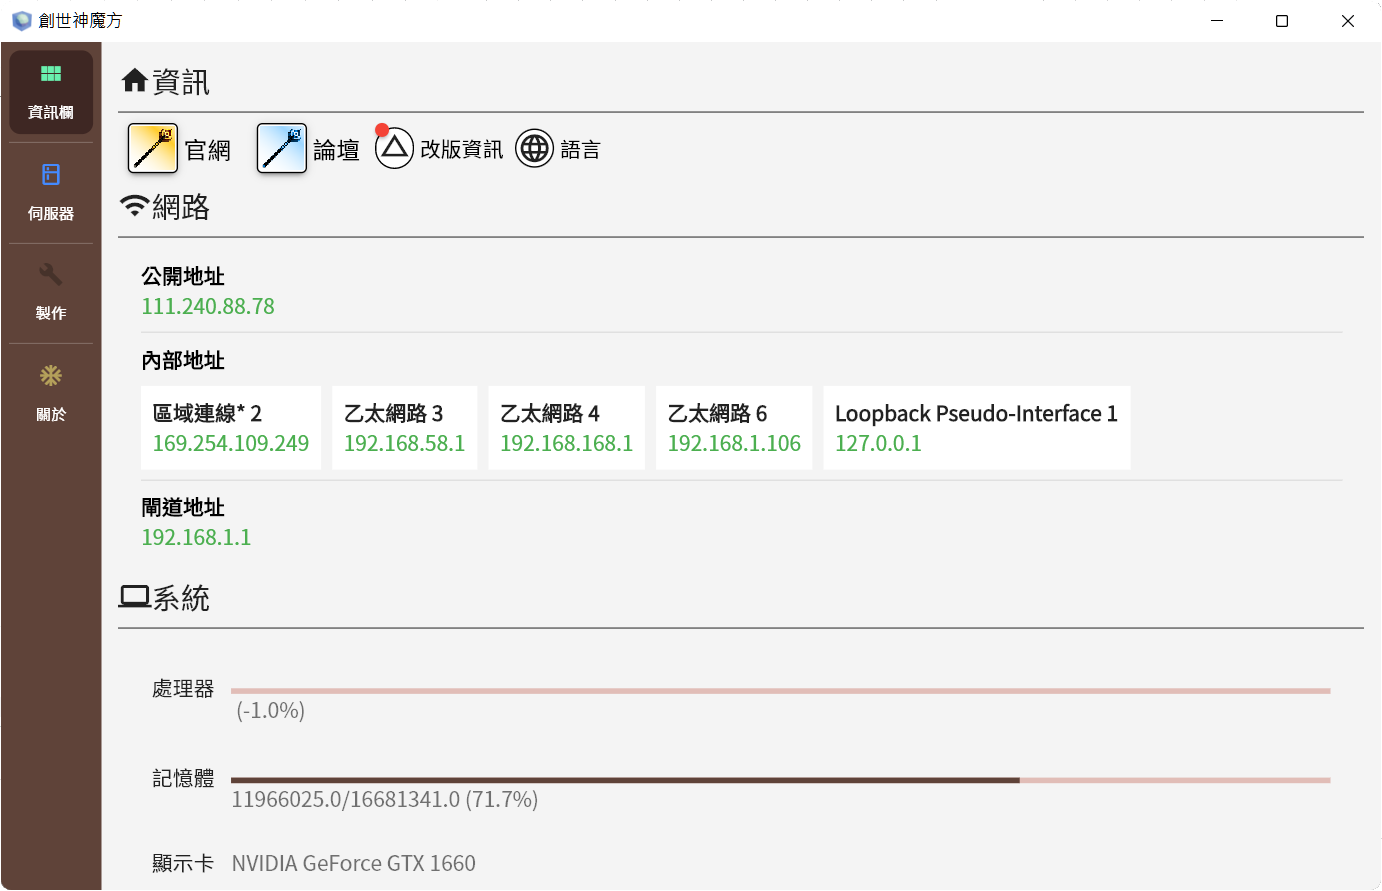 創世神魔方
資訊欄
伺服器
製作
關於
資訊
官網
論壇
改版資訊
語言
網路
公開地址
111.240.88.78
內部地址
區域連線* 2
169.254.109.249
乙太網路 3
192.168.58.1
乙太網路 4
192.168.168.1
乙太網路 6
192.168.1.106
Loopback Pseudo-Interface 1
127.0.0.1
閘道地址
192.168.1.1
系統
處理器
(-1.0%)
記憶體
11966025.0/16681341.0 (71.7%)
顯示卡 NVIDIA GeForce GTX 1660